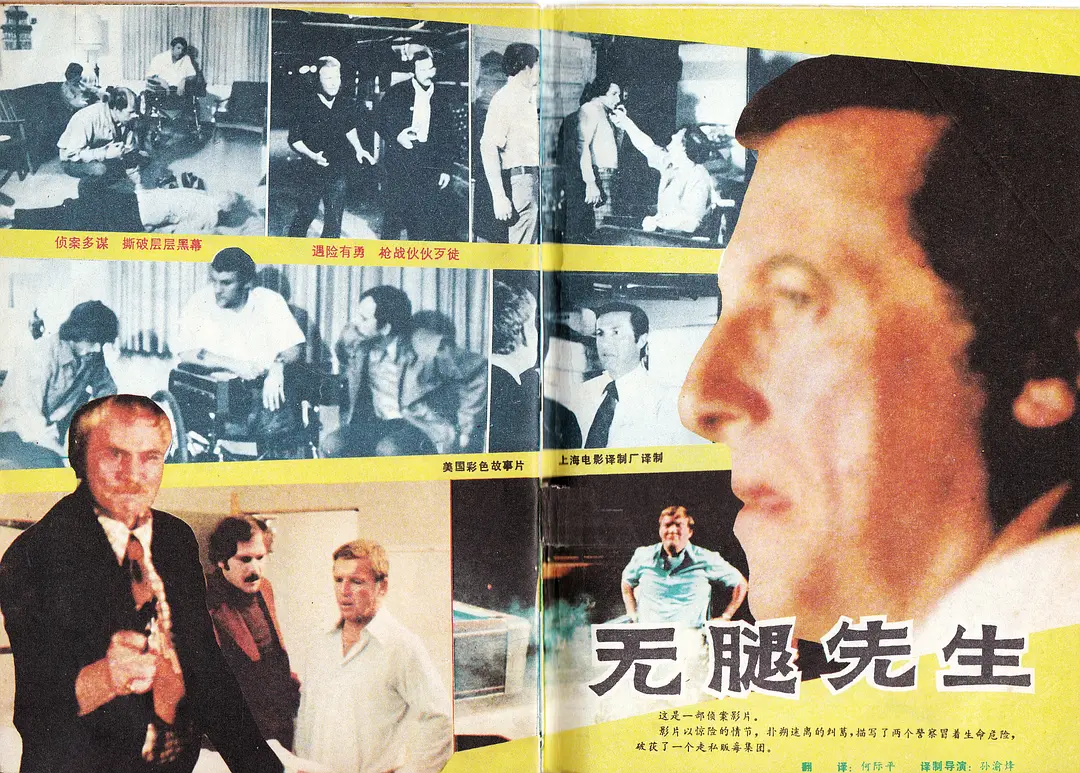 侦案多谋 撕破层层黑幕
遇险有勇 枪战伙伙歹徒
美国彩色故事片 上海电影译制厂译制
无腿先生
这是一部侦案影片。
影片以惊险的情节,扑朔迷离的纠葛,描写了两个警察冒着生命危险,
破获了一个走私贩毒集团。
翻 译:何际平 译制导演:孙渝烽